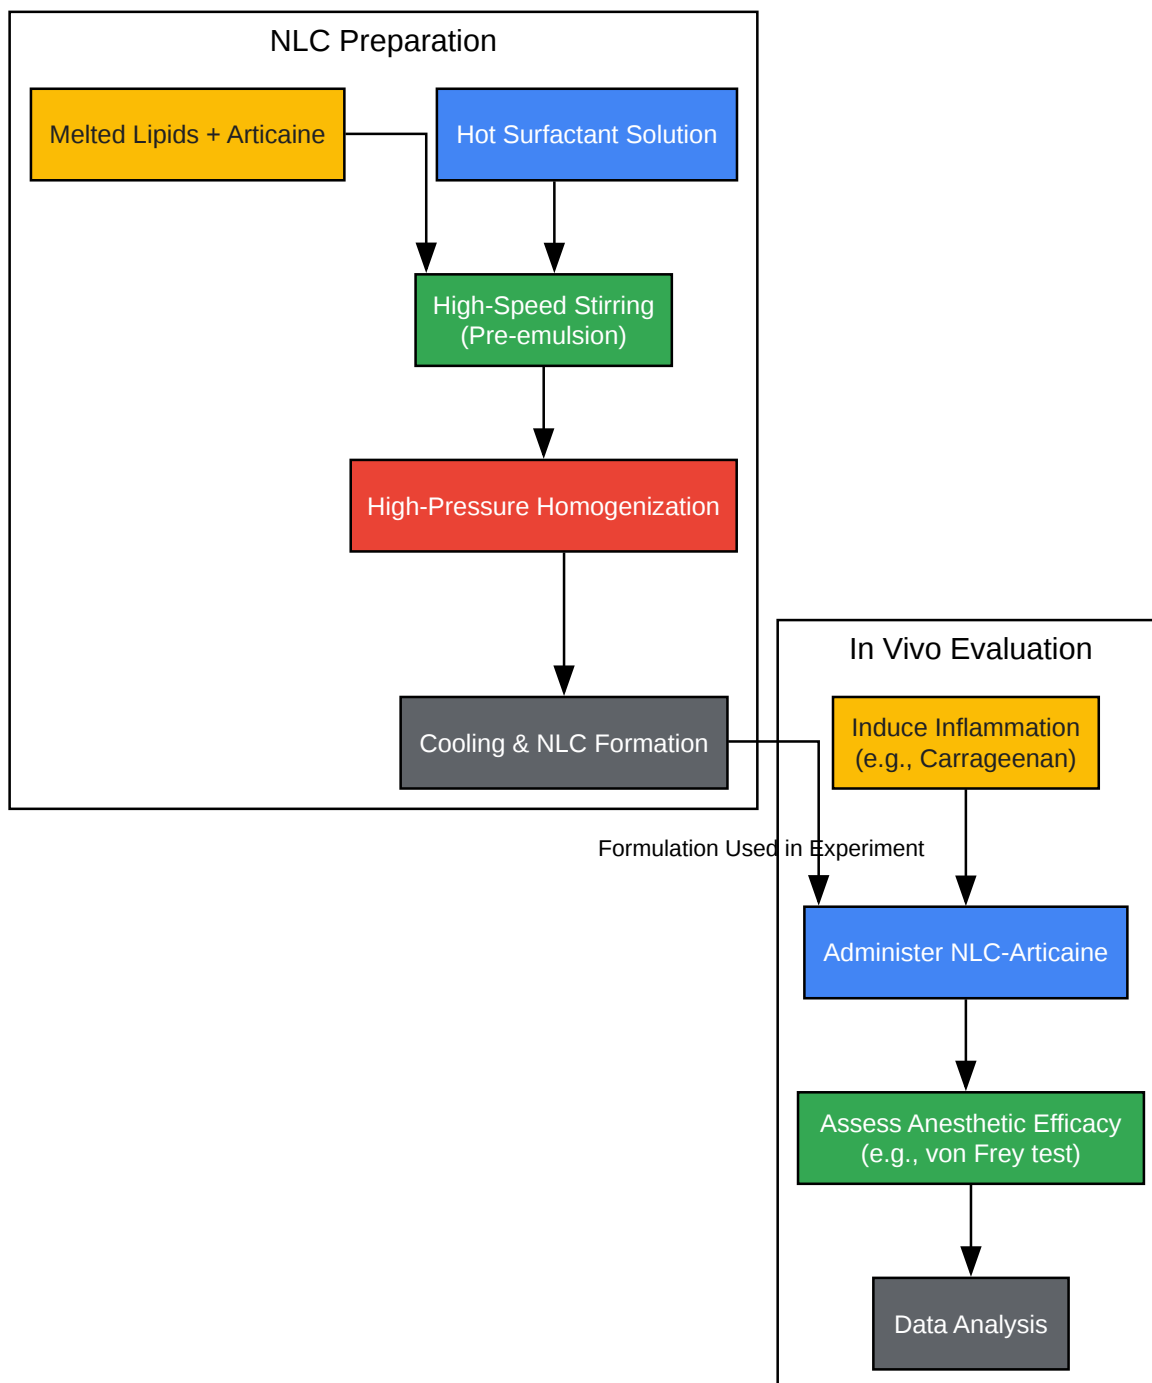 NLC Preparation
Melted Lipids + Articaine
Hot Surfactant Solution
High-Speed Stirring
(Pre-emulsion)
High-Pressure Homogenization
Cooling & NLC Formation
In Vivo Evaluation
Induce Inflammation
(e.g., Carrageenan)
Formulation Used in Experiment
Administer NLC-Articaine
Assess Anesthetic Efficacy
(e.g., von Frey test)
Data Analysis